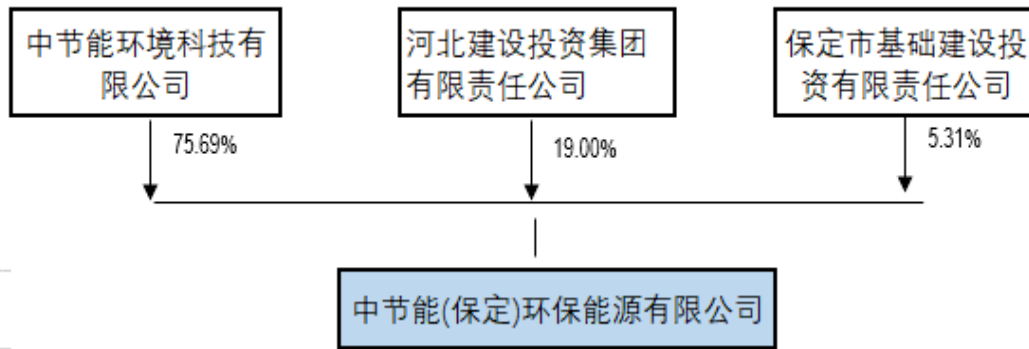 中节能环境科技有
限公司
河北建设投资集团
有限责任公司
保定市基础建设投
资有限责任公司
75.69%
19.00%
5.31%
中节能(保定)环保能源有限公司